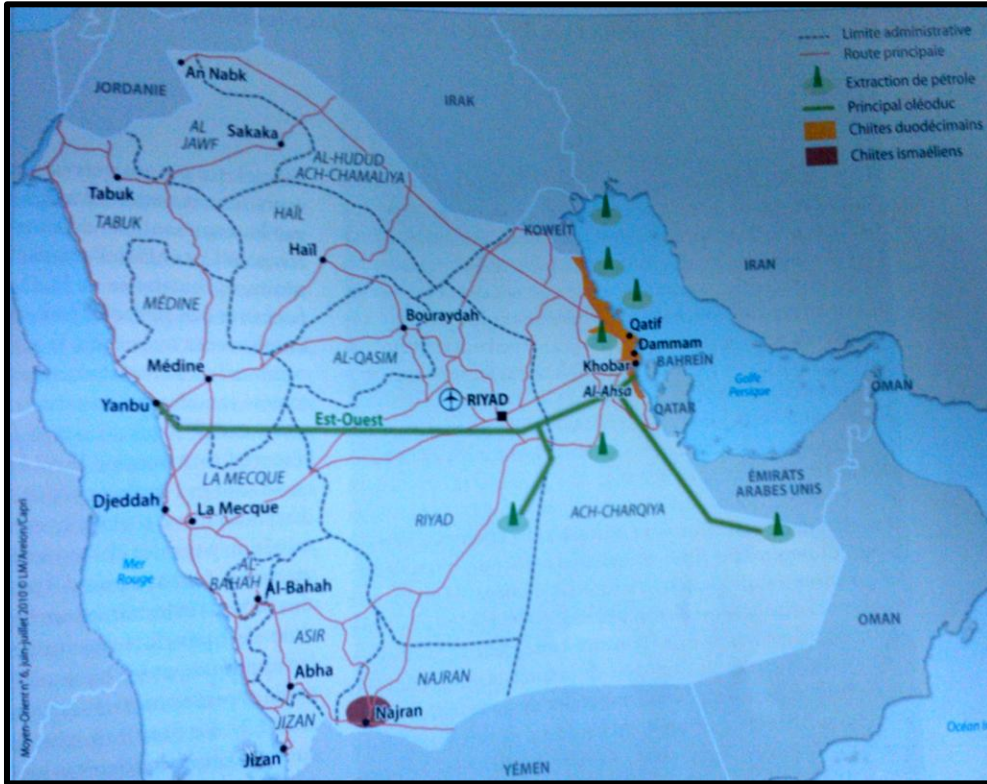 Limite administrative
Route principale
Extraction de pétrole
Principal oléoduc
Chiites duodécimains
Chiites ismaéliens
An Nabk
JORDANIE
IRAK
AL
JAWF
Sakaka
AL-HUDUD
ACH-CHAMALIYA
Tabuk
TABUK
HAÏL
KOWEÏT
Haïl
IRAN
MÉDINE
Bouraydah
Qatif
AL-QASIM
Dammam
Khobar
BAHREÏN
Médine
Golfe
Persique
OMAN
Al-Ahsa
Yanbu
RIYAD
QATAR
Est-Ouest
LA MECQUE
ÉMIRATS
ARABES UNIS
Djeddah
La Mecque
RIYAD
ACH-CHARQIYA
Mer
Rouge
AL-
BAHAH
Al-Bahah
OMAN
ASIR
Abha
NAJRAN
JIZAN
Najran
Océan
Jizan
YÉMEN
Moyen-Orient n° 6, juin-juillet 2010 © LM/Areion/Capri